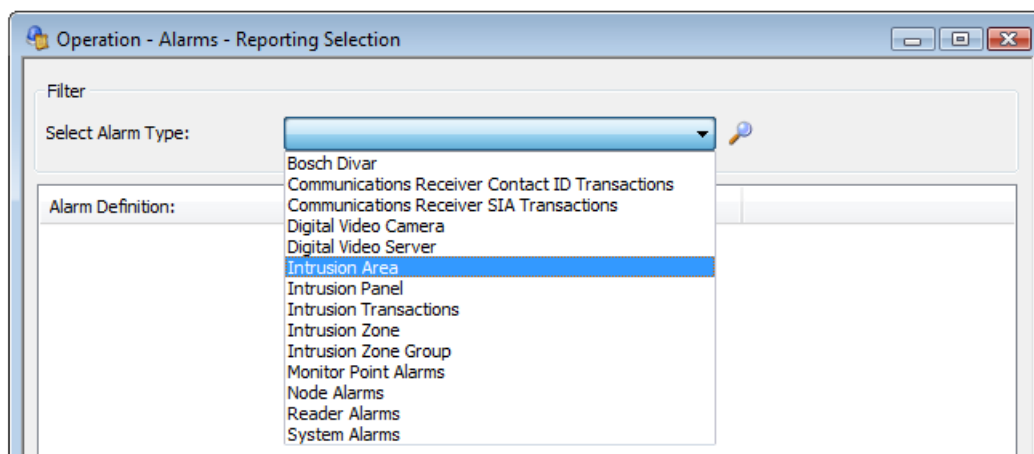 Operation - Alarms - Reporting Selection
Filter
Select Alarm Type:
Bosch Divar
Communications Receiver Contact ID Transactions
Communications Receiver SIA Transactions
Digital Video Camera
Digital Video Server
Intrusion Area
Intrusion Panel
Intrusion Transactions
Intrusion Zone
Intrusion Zone Group
Monitor Point Alarms
Node Alarms
Reader Alarms
System Alarms
Alarm Definition: